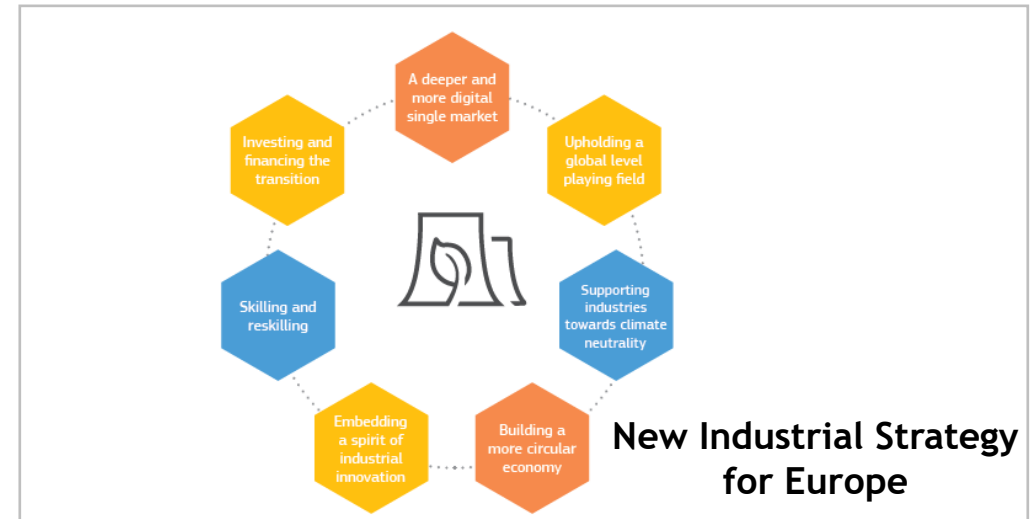 A deeper and
more digital
single market
Upholding a
global level
playing field
Supporting
industries
towards climate
neutrality
Building a
more circular
economy
Embedding
a spirit of
industrial
innovation
Skilling and
reskilling
Investing and
financing the
transition
New Industrial Strategy
for Europe